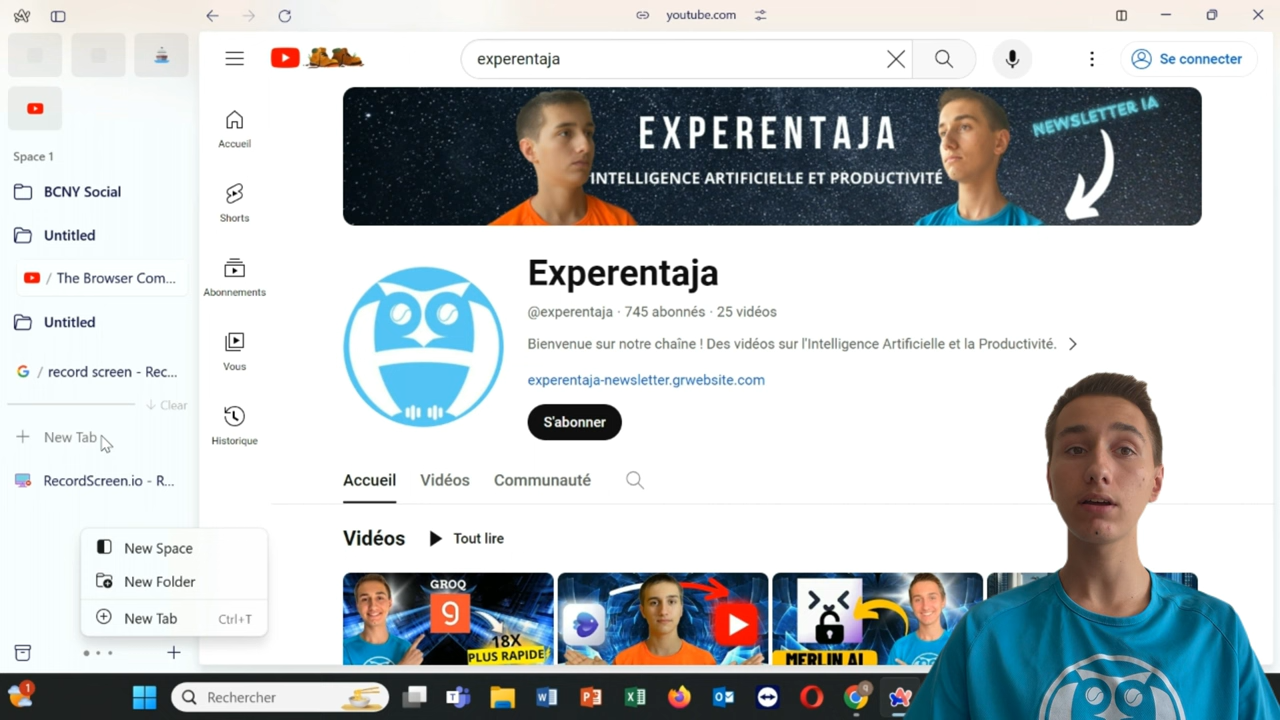 youtube.com
experentaja
Se connecter
Space 1
BCNY Social
Untitled
/ The Browser Com...
Untitled
/ record screen - Rec...
Clear
New Tab
RecordScreen.io - R...
New Space
New Folder
New Tab Ctrl+T
Accueil
Shorts
Abonnements
Vous
Historique
EXPERENTAJA
INTELLIGENCE ARTIFICIELLE ET PRODUCTIVITÉ
NEWSLETTER IA
Experentaja
@experentaja · 745 abonnés · 25 vidéos
Bienvenue sur notre chaîne ! Des vidéos sur l'Intelligence Artificielle et la Productivité.
experentaja-newsletter.grwebsite.com
S'abonner
Accueil Vidéos Communauté
Vidéos Tout lire
GROQ
18X
PLUS RAPIDE
MERLIN AI
1
Rechercher
9